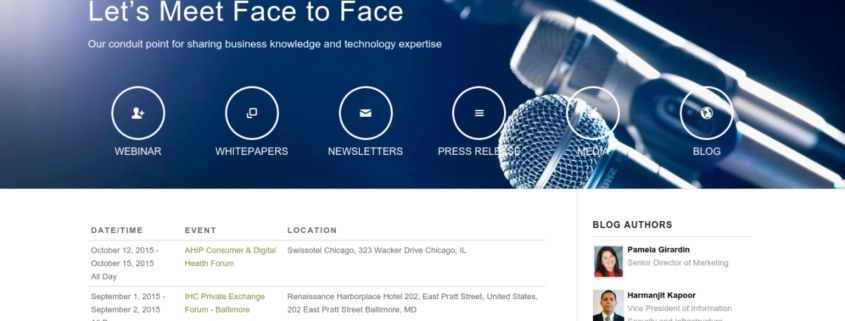 Let's Meet Face to Face
Our conduit point for sharing business knowledge and technology expertise
WEBINAR
WHITEPAPERS
NEWSLETTERS
PRESS RELEASE
MEDIA
BLOG
DATE/TIME EVENT LOCATION
October 12, 2015 - AHIP Consumer & Digital Swissotel Chicago, 323 Wacker Drive Chicago, IL
October 15, 2015 Health Forum
All Day
September 1, 2015 - IHC Private Exchange Renaissance Harborplace Hotel 202, East Pratt Street, United States,
September 2, 2015 Forum - Baltimore 202 East Pratt Street Baltimore, MD
BLOG AUTHORS
Pamela Girardin
Senior Director of Marketing
Harmanjit Kapoor
Vice President of Information